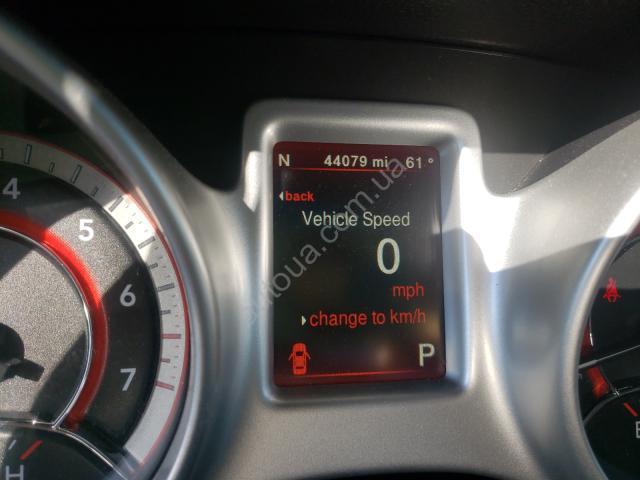 N 44079 mi 61°
back
Vehicle Speed
0
mph
change to km/h
P
4
5
6
7
H
E
autoua.com.ua